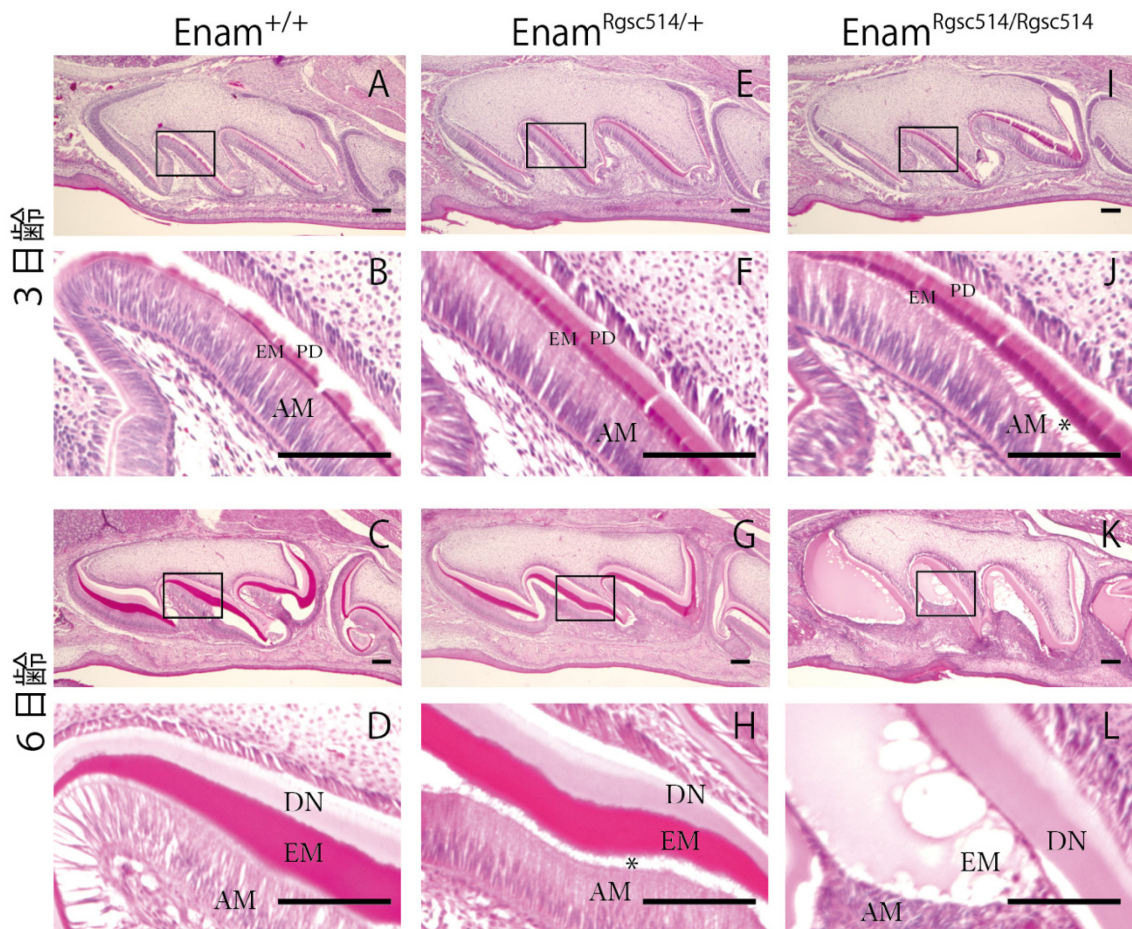 Enam+/+ EnamRgsc514/+ EnamRgsc514/Rgsc514
3日齢
A E I
B F J
EM PD EM PD EM PD
AM AM AM *
6日齢
C G K
D H L
DN DN DN
EM EM EM
* 
AM AM AM